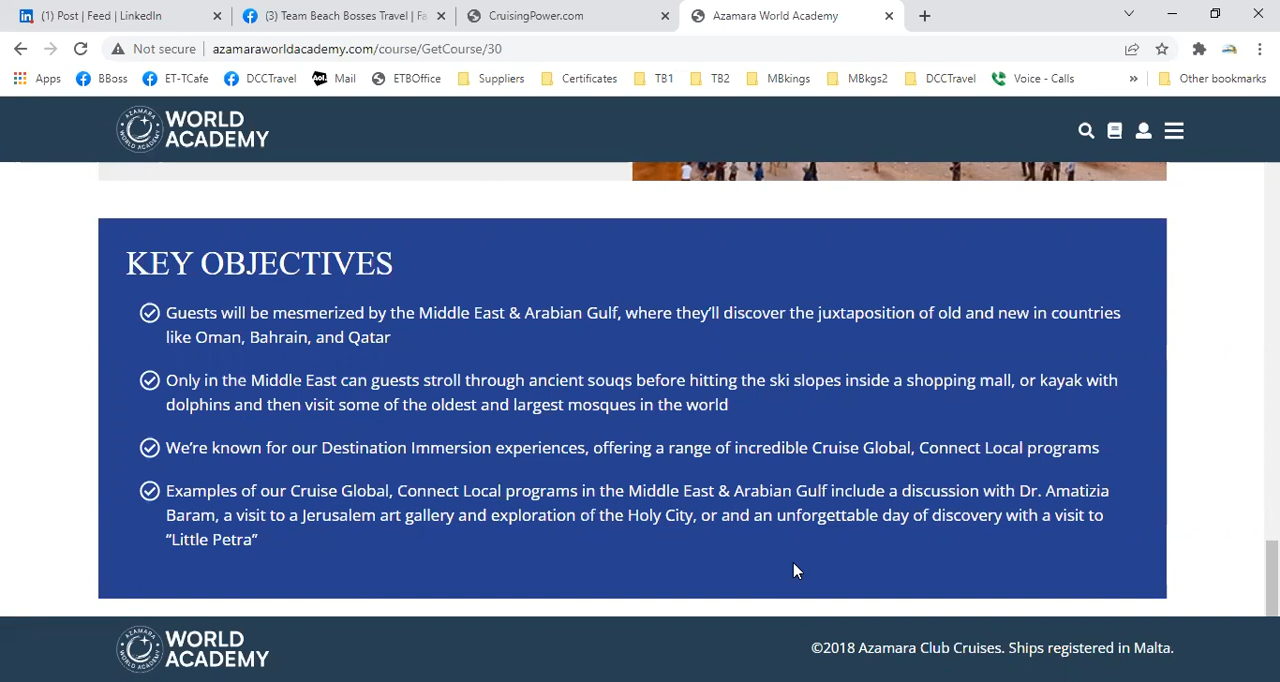 (1) Post | Feed | LinkedIn
(3) Team Beach Bosses Travel | Fa
CruisingPower.com
Azamara World Academy
Not secure
azamaraworldacademy.com/course/GetCourse/30
Apps
BBoss
ET-TCafe
DCCTravel
Aol.
Mail
ETBOffice
Suppliers
Certificates
TB1
TB2
MBkings
MBkgs2
DCCTravel
Voice - Calls
»
Other bookmarks
AZAMARA WORLD ACADEMY
WORLD
ACADEMY
KEY OBJECTIVES
Guests will be mesmerized by the Middle East & Arabian Gulf, where they’ll discover the juxtaposition of old and new in countries
like Oman, Bahrain, and Qatar
Only in the Middle East can guests stroll through ancient souqs before hitting the ski slopes inside a shopping mall, or kayak with
dolphins and then visit some of the oldest and largest mosques in the world
We’re known for our Destination Immersion experiences, offering a range of incredible Cruise Global, Connect Local programs
Examples of our Cruise Global, Connect Local programs in the Middle East & Arabian Gulf include a discussion with Dr. Amatizia
Baram, a visit to a Jerusalem art gallery and exploration of the Holy City, or and an unforgettable day of discovery with a visit to
“Little Petra”
AZAMARA WORLD ACADEMY
WORLD
ACADEMY
©2018 Azamara Club Cruises. Ships registered in Malta.